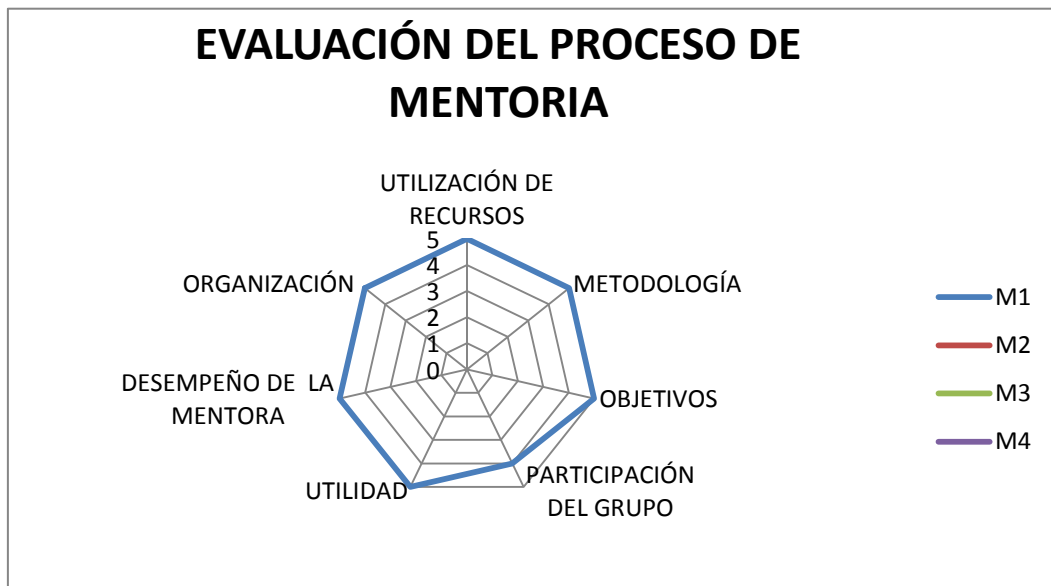 EVALUACIÓN DEL PROCESO DE
MENTORIA
UTILIZACIÓN DE
RECURSOS
METODOLOGÍA
OBJETIVOS
PARTICIPACIÓN
DEL GRUPO
UTILIDAD
DESEMPEÑO DE LA
MENTORA
ORGANIZACIÓN
5
4
3
2
1
0
M1
M2
M3
M4